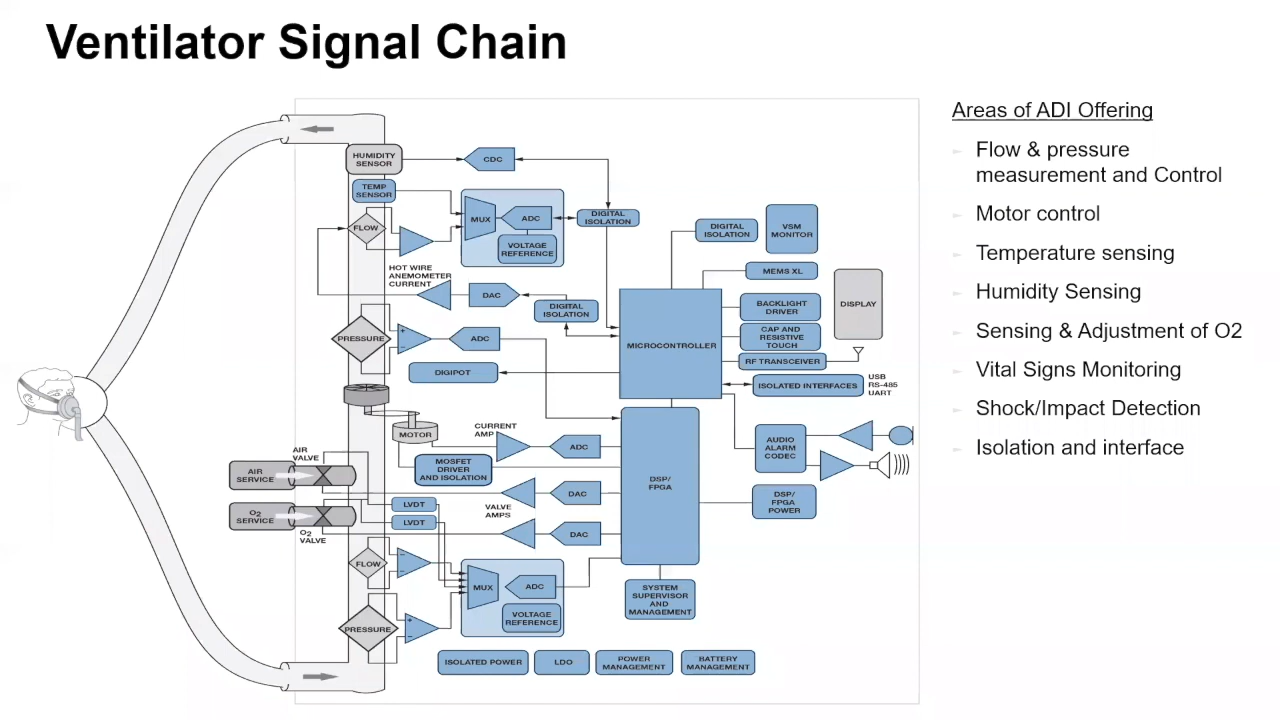 Ventilator Signal Chain
Areas of ADI Offering
Flow & pressure
measurement and Control
Motor control
Temperature sensing
Humidity Sensing
Sensing & Adjustment of O2
Vital Signs Monitoring
Shock/Impact Detection
Isolation and interface
HUMIDITY
SENSOR
CDC
TEMP
SENSOR
MUX
ADC
VOLTAGE
REFERENCE
DIGITAL
ISOLATION
FLOW
HOT WIRE
ANEMOMETER
CURRENT
DAC
DIGITAL
ISOLATION
PRESSURE
+
−
ADC
DIGIPOT
DIGITAL
ISOLATION
VSM
MONITOR
MEMS XL
BACKLIGHT
DRIVER
DISPLAY
CAP AND
RESISTIVE
TOUCH
MICROCONTROLLER
RF TRANSCEIVER
ISOLATED INTERFACES
USB
RS-485
UART
MOTOR
CURRENT
AMP
ADC
MOSFET
DRIVER
AND ISOLATION
AUDIO
ALARM
CODEC
AIR
VALVE
AIR
SERVICE
O2
SERVICE
O2
VALVE
LVDT
LVDT
VALVE
AMPS
DAC
DAC
DSP/
FPGA
DSP/
FPGA
POWER
FLOW
−
−
MUX
ADC
VOLTAGE
REFERENCE
SYSTEM
SUPERVISOR
AND
MANAGEMENT
PRESSURE
+
−
ISOLATED POWER
LDO
POWER
MANAGEMENT
BATTERY
MANAGEMENT